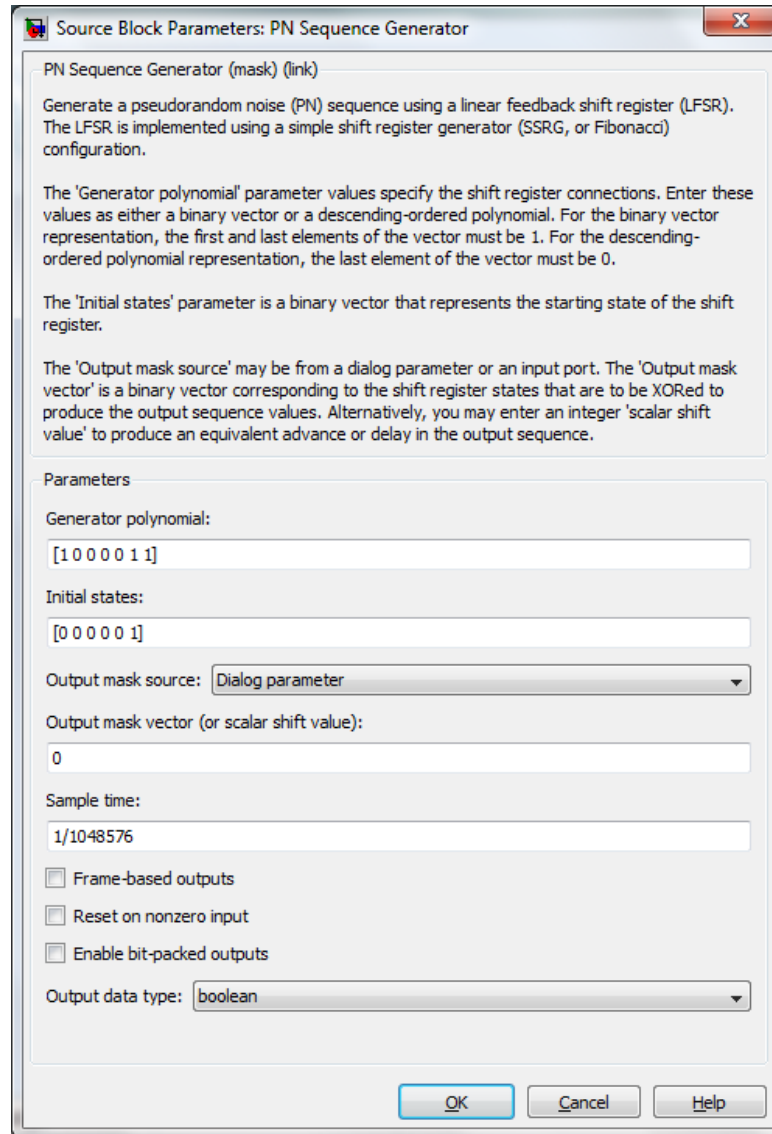 Source Block Parameters: PN Sequence Generator
PN Sequence Generator (mask) (link)
Generate a pseudorandom noise (PN) sequence using a linear feedback shift register (LFSR).
The LFSR is implemented using a simple shift register generator (SSRG, or Fibonacci)
configuration.
The 'Generator polynomial' parameter values specify the shift register connections. Enter these
values as either a binary vector or a descending-ordered polynomial. For the binary vector
representation, the first and last elements of the vector must be 1. For the descending-
ordered polynomial representation, the last element of the vector must be 0.
The 'Initial states' parameter is a binary vector that represents the starting state of the shift
register.
The 'Output mask source' may be from a dialog parameter or an input port. The 'Output mask
vector' is a binary vector corresponding to the shift register states that are to be XORed to
produce the output sequence values. Alternatively, you may enter an integer 'scalar shift
value' to produce an equivalent advance or delay in the output sequence.
Parameters
Generator polynomial:
[1 0 0 0 0 1 1]
Initial states:
[0 0 0 0 0 1]
Output mask source: Dialog parameter
Output mask vector (or scalar shift value):
0
Sample time:
1/1048576
Frame-based outputs
Reset on nonzero input
Enable bit-packed outputs
Output data type: boolean
OK Cancel Help